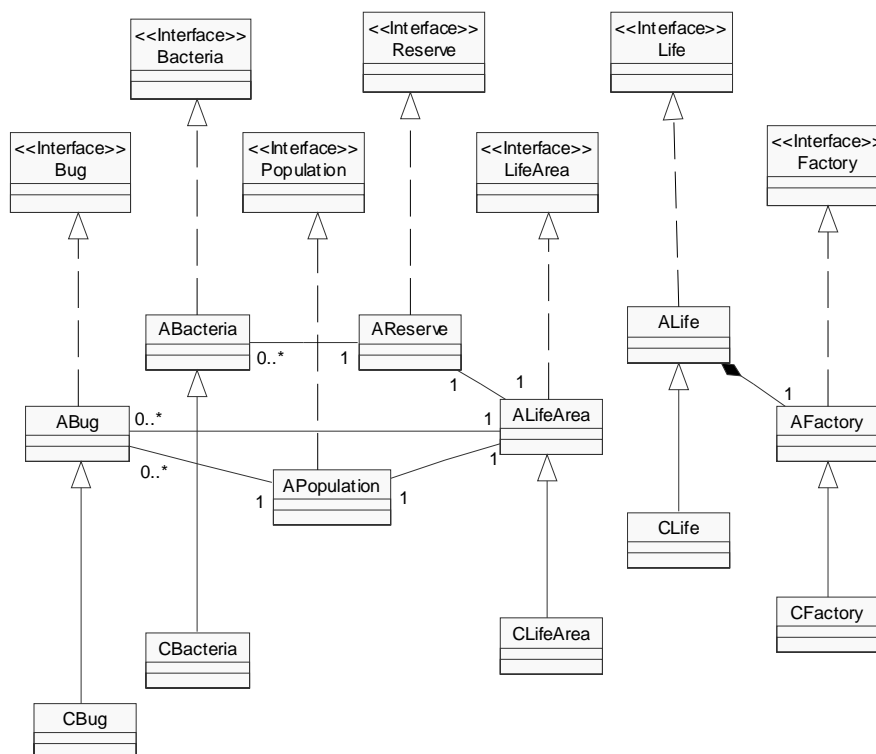 <<Interface>>
Bacteria
<<Interface>>
Reserve
<<Interface>>
Life
<<Interface>>
Bug
<<Interface>>
Population
<<Interface>>
LifeArea
<<Interface>>
Factory
ABacteria
0..*
1
AReserve
1
1
ALife
1
ABug
0..*
1
ALifeArea
0..*
1
APopulation
1
1
AFactory
CLife
CBacteria
CLifeArea
CFactory
CBug